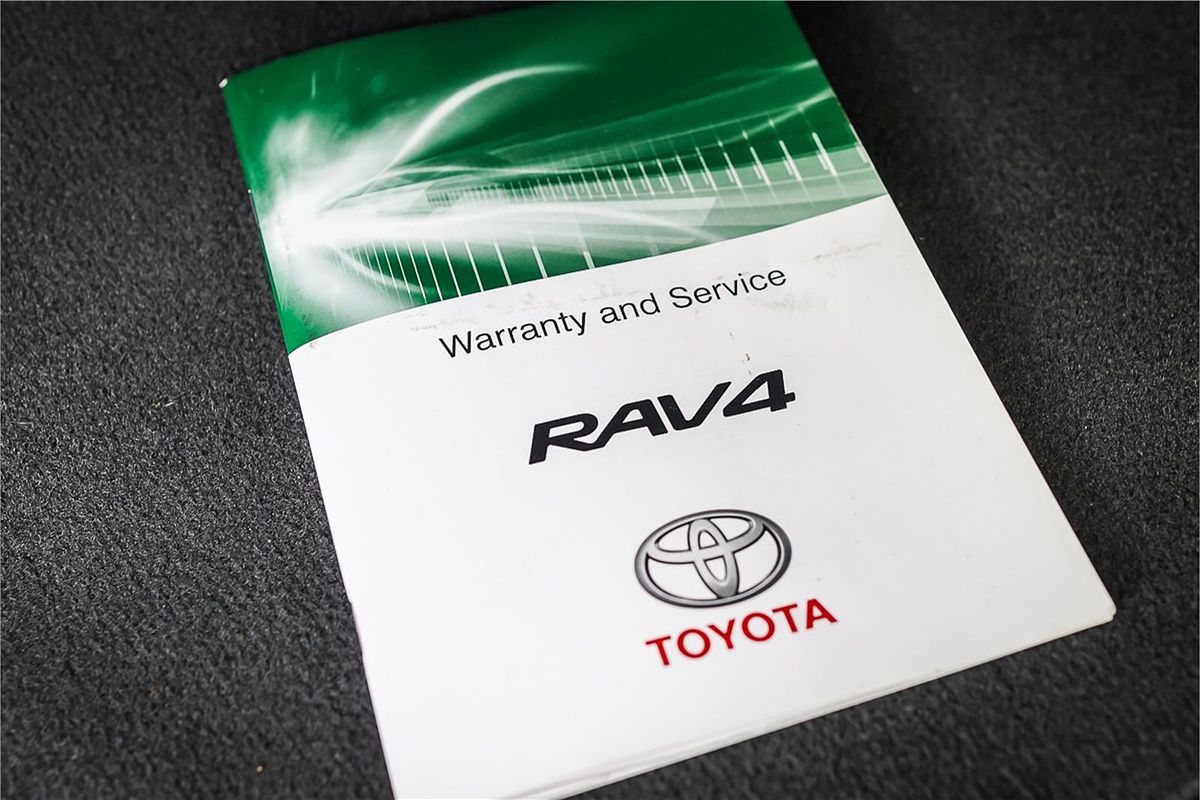 Warranty and Service
RAV4
TOYOTA